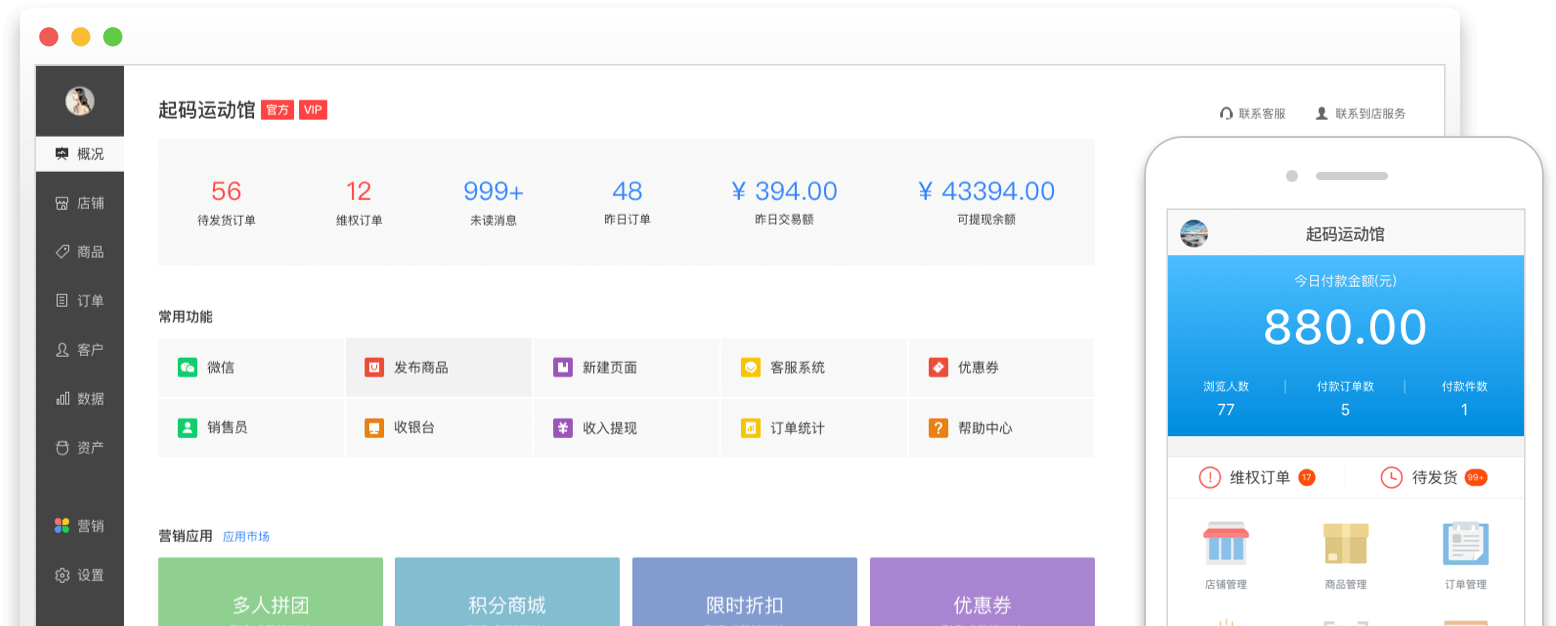 起码运动馆 官方 VIP
联系客服 联系到店服务
概况
店铺
商品
订单
客户
数据
资产
营销
设置
56 12 999+ 48 ¥ 394.00 ¥ 43394.00
待发货订单 维权订单 未读消息 昨日订单 昨日交易额 可提现余额
常用功能
微信 发布商品 新建页面 客服系统 优惠券
销售员 收银台 收入提现 订单统计 帮助中心
营销应用 应用市场
多人拼团 积分商城 限时折扣 优惠券
起码运动馆
今日付款金额(元)
880.00
浏览人数 付款订单数 付款件数
77 5 1
维权订单 17 待发货 99+
店铺管理 商品管理 订单管理